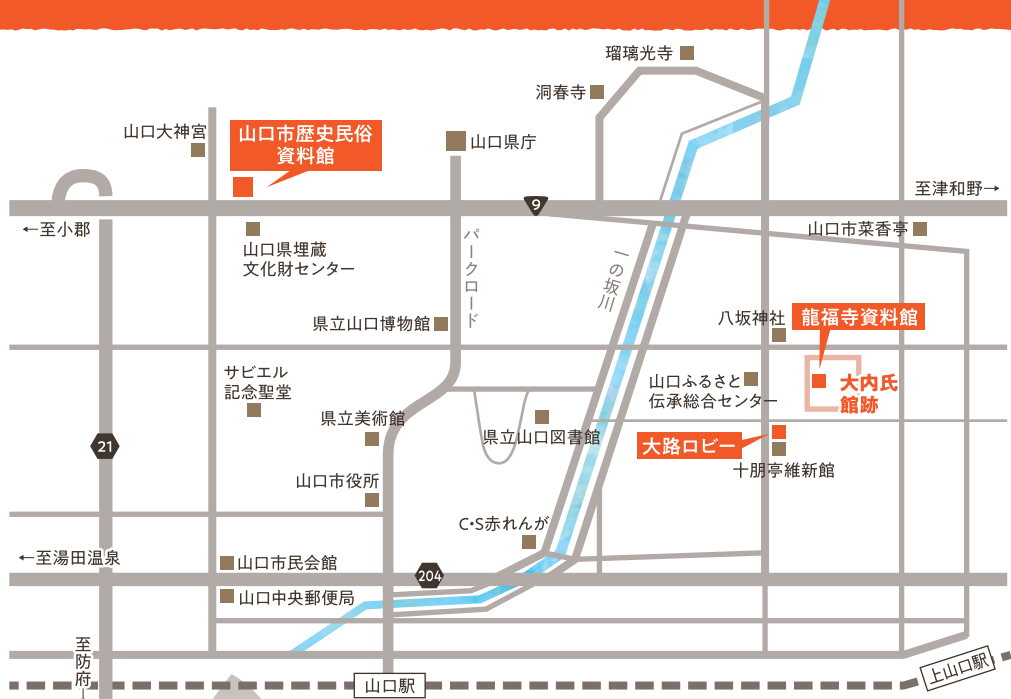 瑠璃光寺
洞春寺
山口大神宮
山口市歴史民俗
資料館
山口県庁
至津和野→
9
←至小郡
山口市菜香亭
山口県埋蔵
文化財センター
パークロード
一の坂川
県立山口博物館
八坂神社
龍福寺資料館
サビエル
記念聖堂
山口ふるさと
伝承総合センター
大内氏
館跡
県立美術館
県立山口図書館
大路ロビー
21
十朋亭維新館
山口市役所
C・S赤れんが
←至湯田温泉
山口市民会館
204
山口中央郵便局
至防府→
山口駅
上山口駅